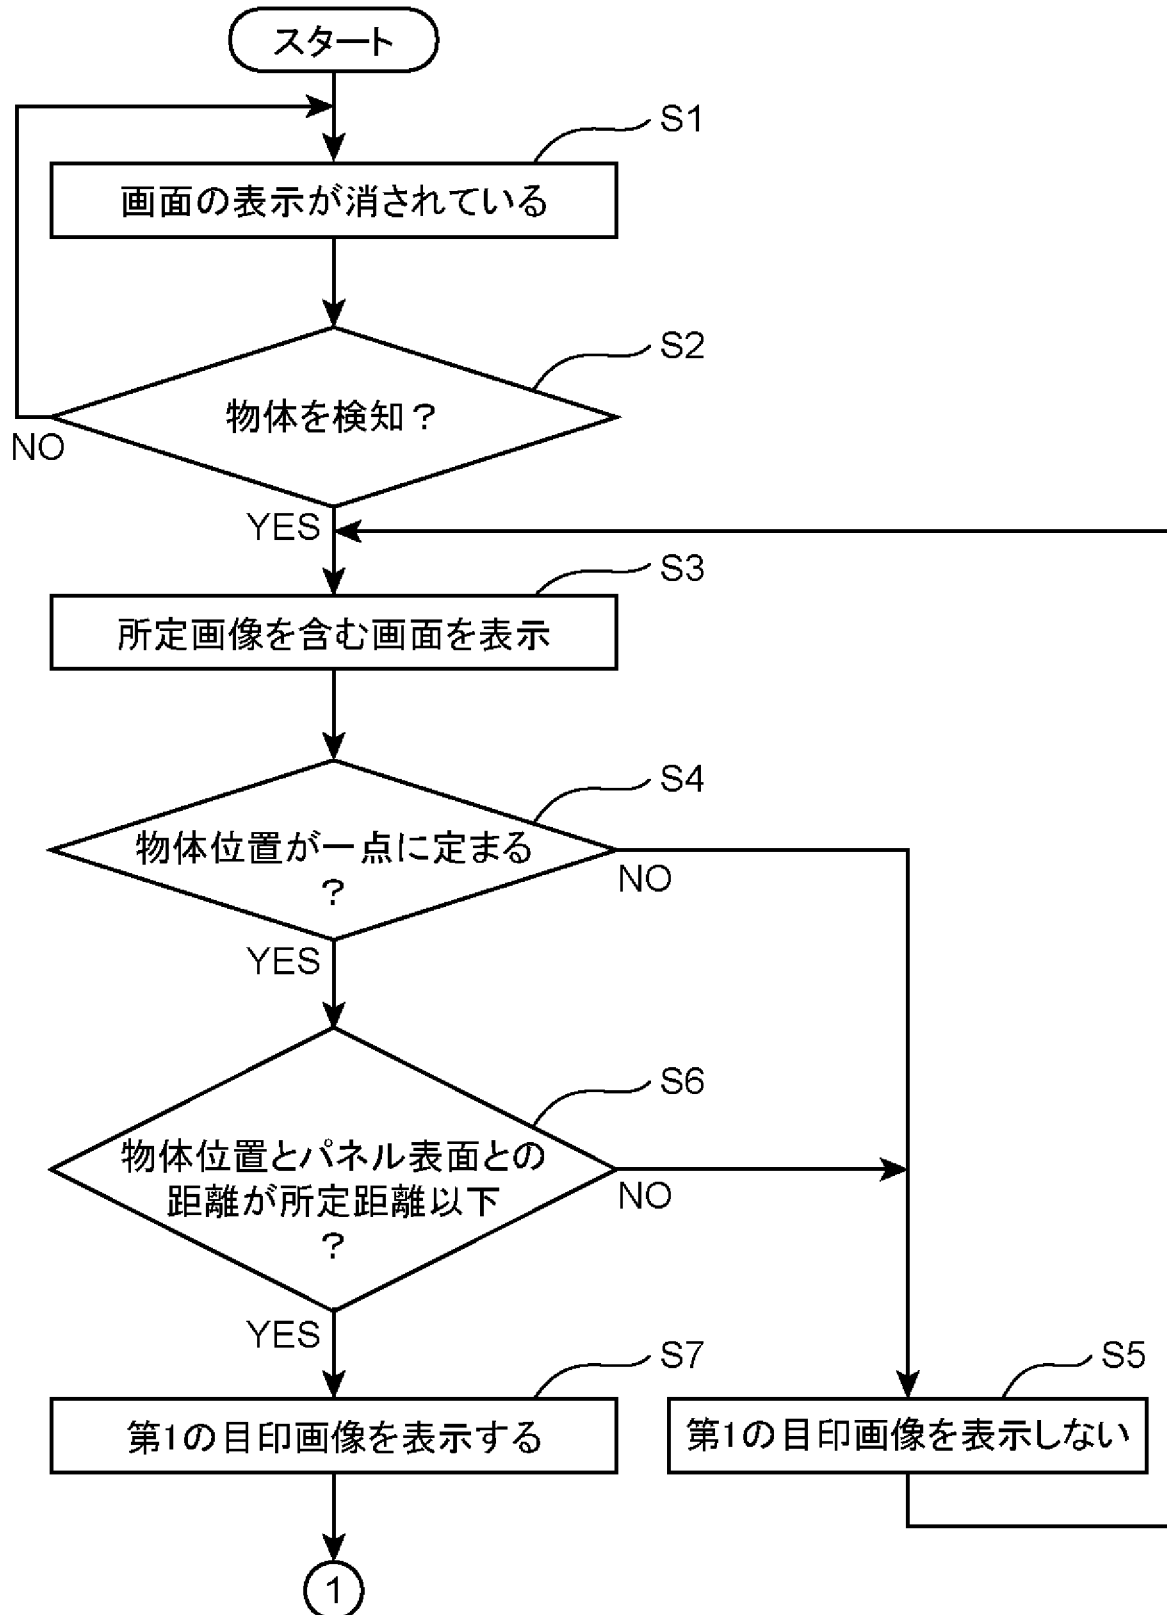 スタート
S1
画面の表示が消されている
S2
物体を検知？
NO
YES
S3
所定画像を含む画面を表示
S4
物体位置が一点に定まる
？
NO
YES
S6
物体位置とパネル表面との
距離が所定距離以下
？
NO
YES
S7
第1の目印画像を表示する
S5
第1の目印画像を表示しない
1